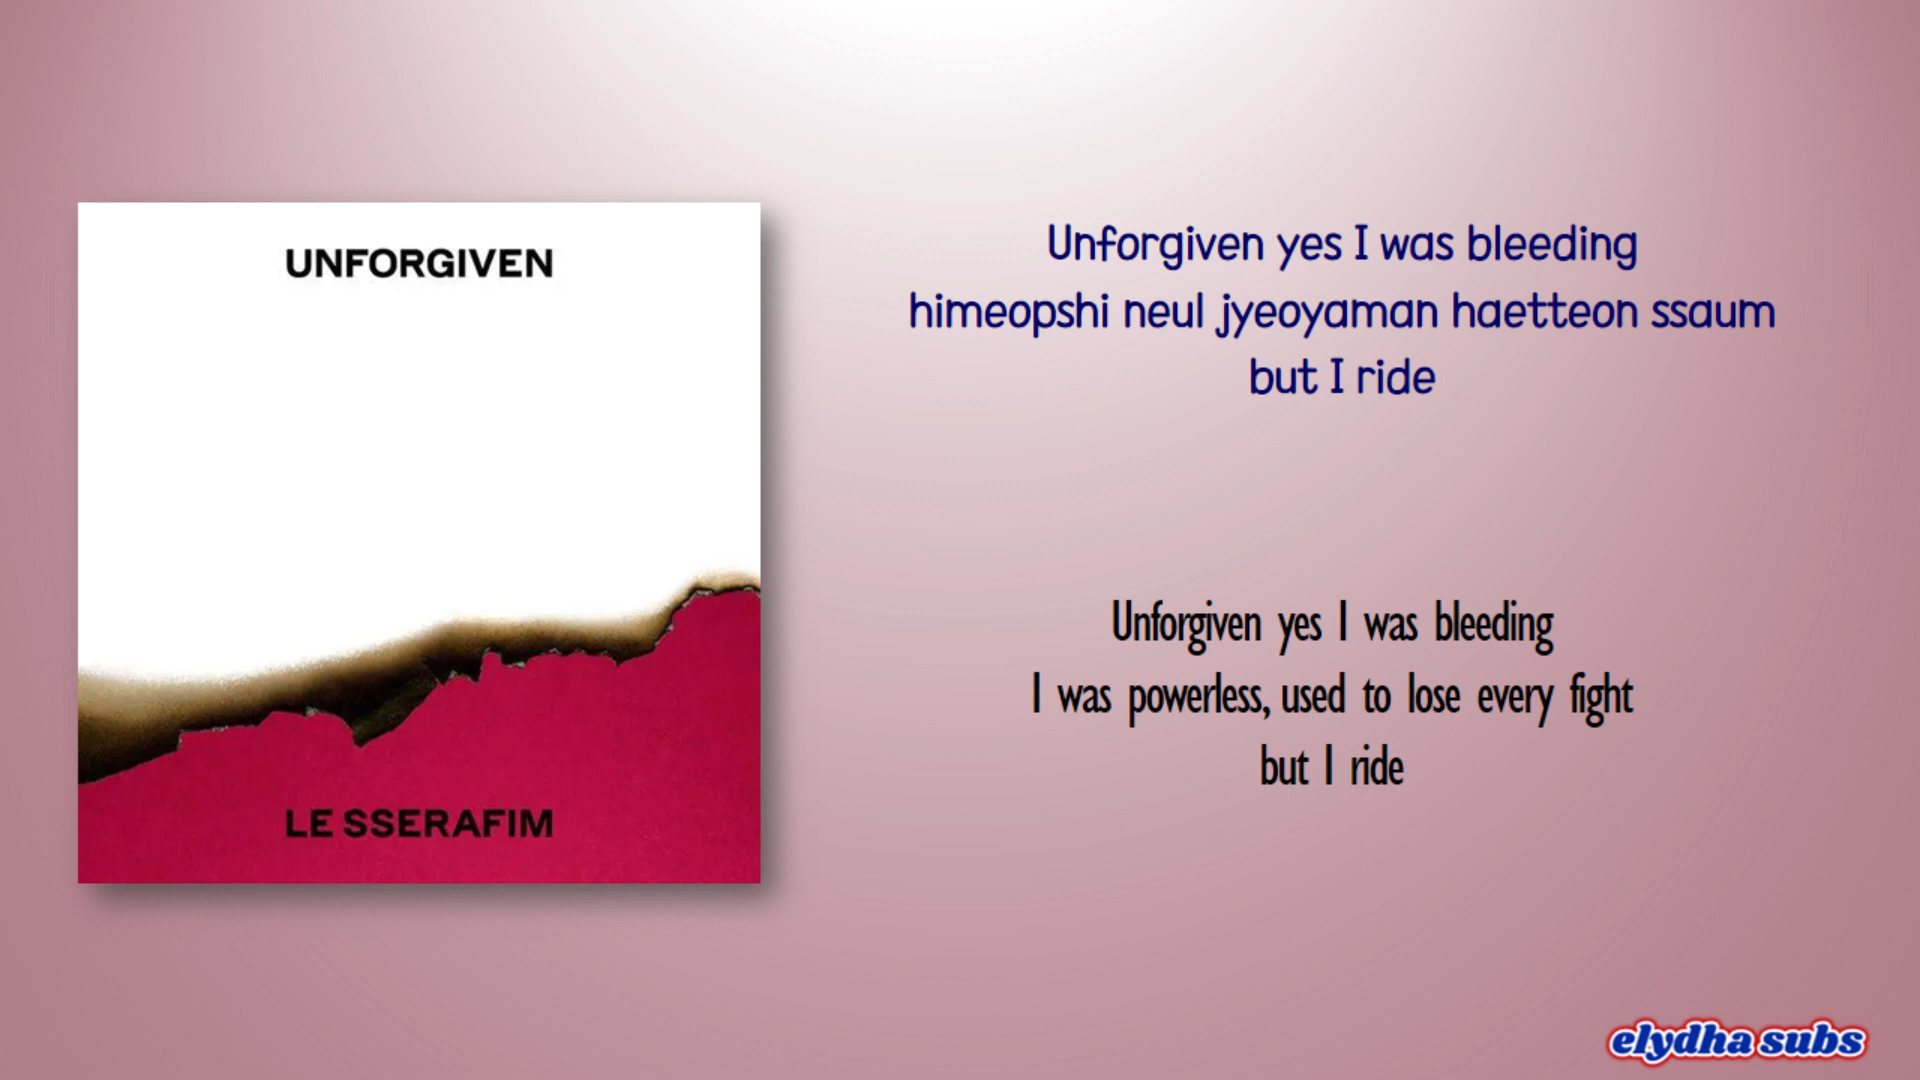 UNFORGIVEN
LE SSERAFIM
Unforgiven yes I was bleeding
himeopshi neul jyeoyaman haetteon ssaum
but I ride
Unforgiven yes I was bleeding
I was powerless, used to lose every fight
but I ride
elydha subs